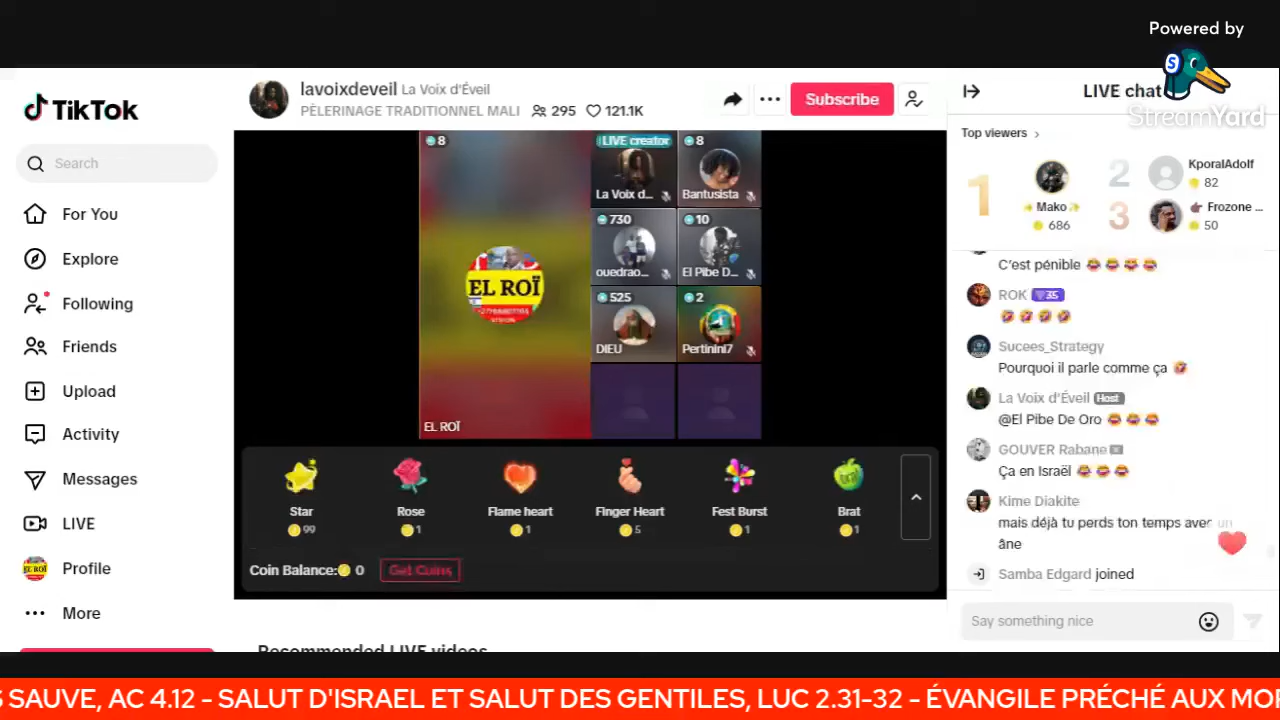 Powered by
StreamYard
TikTok
Search
For You
Explore
Following
Friends
Upload
Activity
Messages
LIVE
Profile
More
lavoixdeveil La Voix d'Éveil
PÈLERINAGE TRADITIONNEL MALI 295 121.1K
Subscribe
8
EL ROÏ
EL ROÏ
LIVE creator
La Voix d...
8
Bantusista
730
ouedrao...
10
El Pibe D...
525
DIEU
2
Pertinini7
Star
99
Rose
1
Flame heart
1
Finger Heart
5
Fest Burst
1
Brat
1
Coin Balance: 0 Get Coins
Recommended LIVE videos
LIVE chat
Top viewers
1
Mako
686
2
KporalAdolf
82
3
Frozone ...
50
C'est pénible
ROK 35
Sucees_Strategy
Pourquoi il parle comme ça
La Voix d'Éveil Host
@El Pibe De Oro
GOUVER Rabane
Ça en Israël
Kime Diakite
mais déjà tu perds ton temps avec un
âne
Samba Edgard joined
Say something nice
S SAUVE, AC 4.12 - SALUT D'ISRAEL ET SALUT DES GENTILES, LUC 2.31-32 - ÉVANGILE PRÉCHÉ AUX MOR